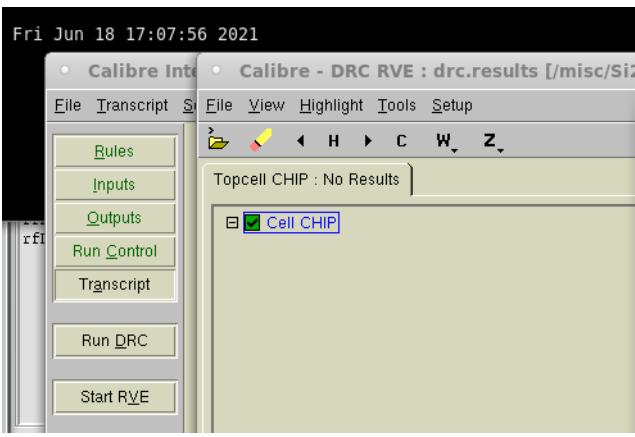 Fri Jun 18 17:07:56 2021
Calibre Inte
Calibre - DRC RVE : drc.results [/misc/Si2
File Transcript
File View Highlight Tools Setup
H C W Z
Rules
Inputs
Outputs
Run Control
Transcript
Run DRC
Start RVE
Topcell CHIP : No Results
Cell CHIP